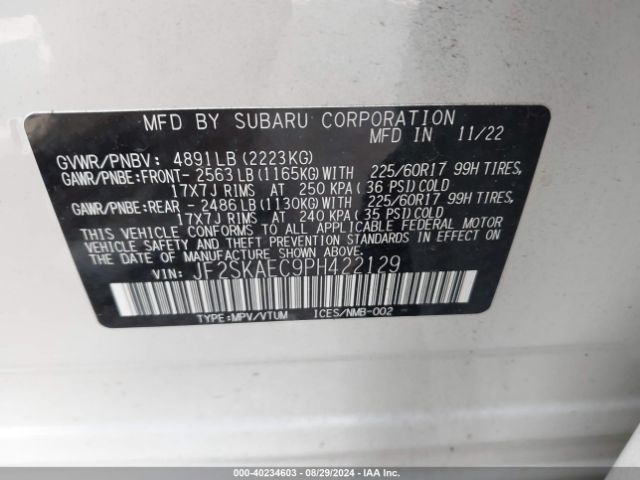 MFD BY SUBARU CORPORATION
MFD IN 11/22
GVWR/PNBV: 4891LB (2223KG)
GAWR/PNBE:FRONT- 2563 LB (1165KG) WITH 225/60R17 99H TIRES,
17X7J RIMS AT 250 KPA (36 PSI) COLD
GAWR/PNBE:REAR - 2486 LB (1130KG) WITH 225/60R17 99H TIRES,
17X7J RIMS AT 240 KPA (35 PSI) COLD
THIS VEHICLE CONFORMS TO ALL APPLICABLE FEDERAL MOTOR
VEHICLE SAFETY AND THEFT PREVENTION STANDARDS IN EFFECT ON
THE DATE OF MANUFACTURE SHOWN ABOVE.
VIN: JF2SKAEC9PH422129
TYPE:MPV/VTUM ICES/NMB-002
000-40234603 - 08/29/2024 - IAA Inc.